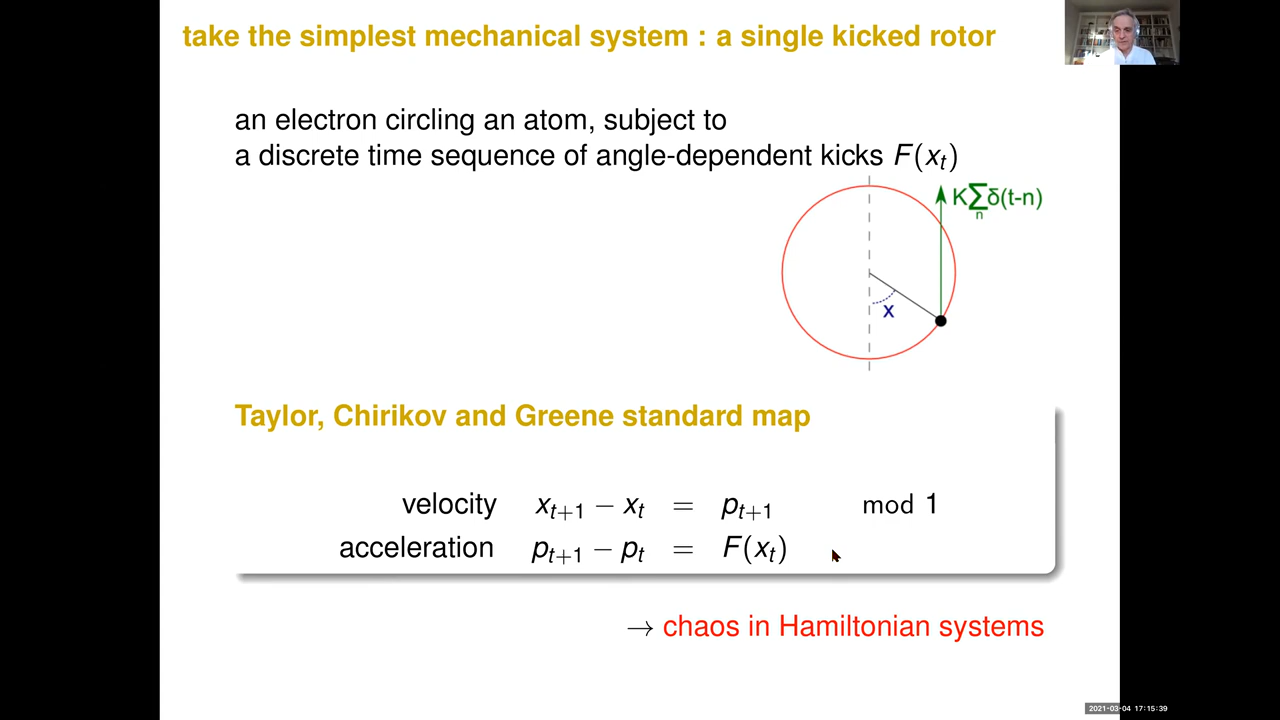 take the simplest mechanical system : a single kicked rotor
an electron circling an atom, subject to
a discrete time sequence of angle-dependent kicks F(xₜ)
K∑δ(t-n)
n
x
Taylor, Chirikov and Greene standard map
velocity xₜ₊₁ − xₜ = pₜ₊₁ mod 1
acceleration pₜ₊₁ − pₜ = F(xₜ)
→ chaos in Hamiltonian systems
2021-03-04 17:15:39